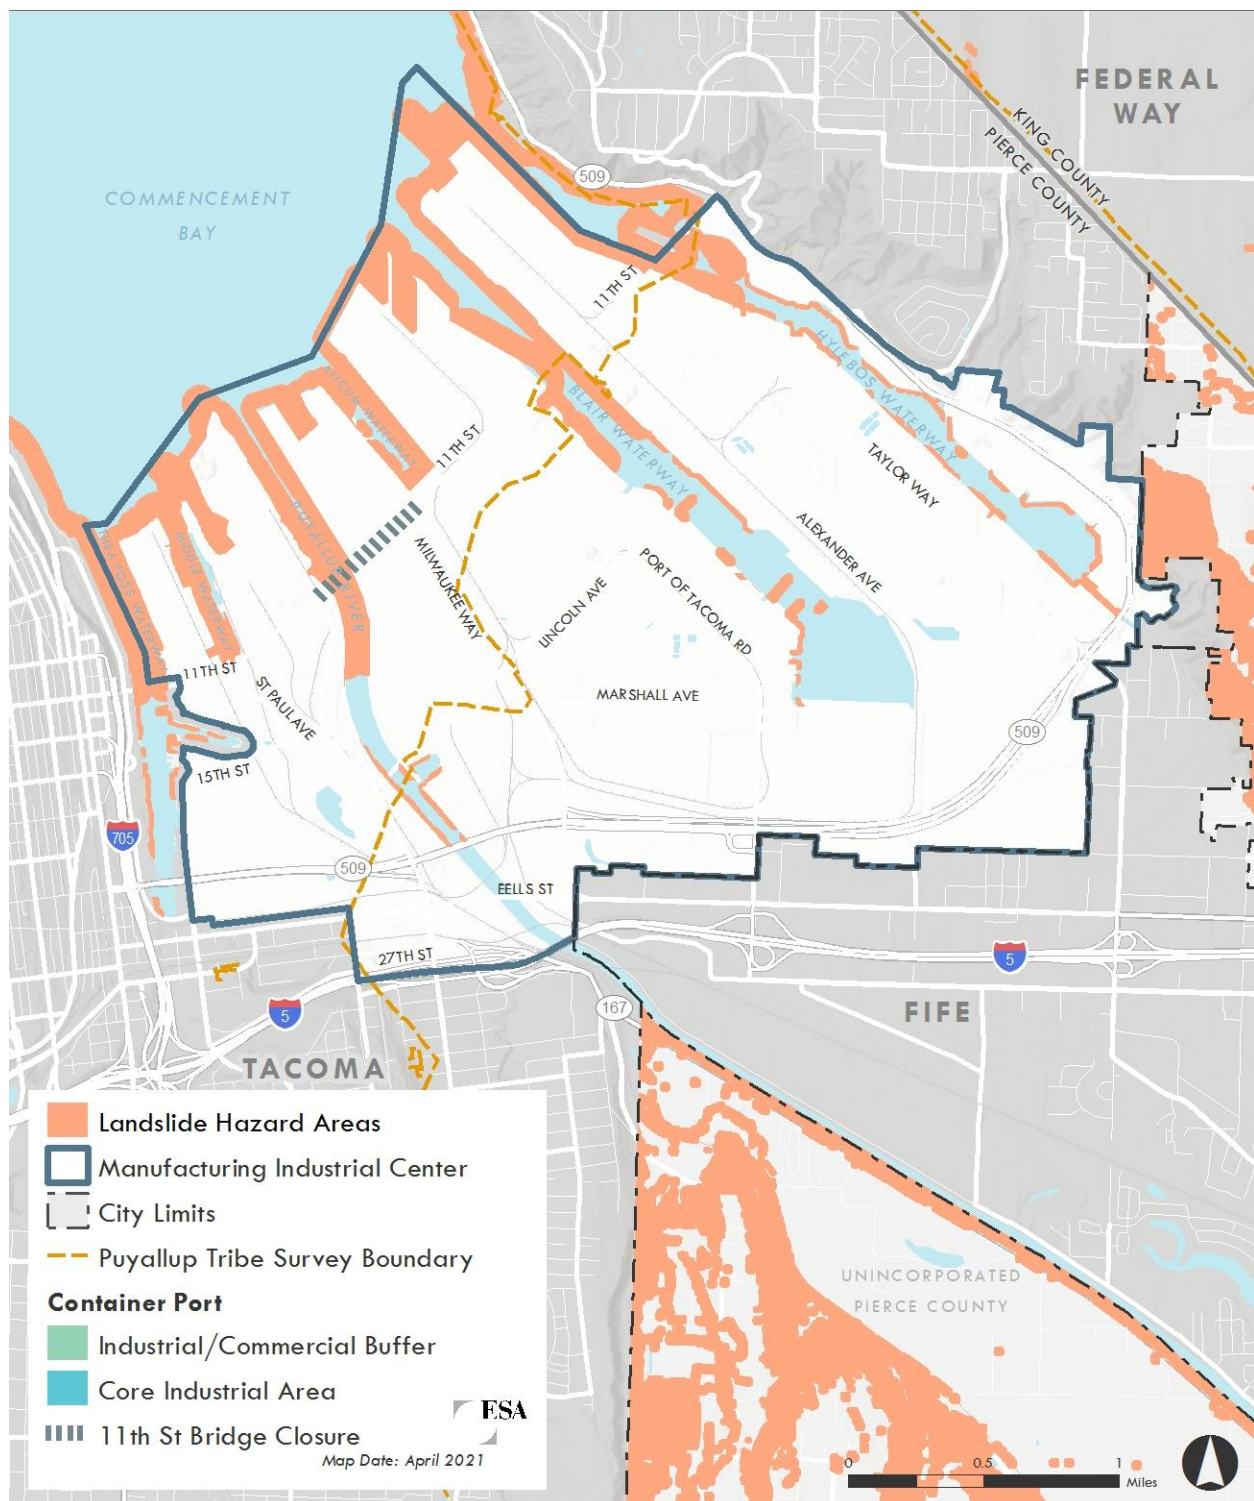 FEDERAL
WAY
KING COUNTY
PIERCE COUNTY
509
COMMENCEMENT
BAY
11TH ST
HYLEBOS WATERWAY
SITCUM WATERWAY
BLAIR WATERWAY
11TH ST
TAYLOR WAY
PUYALLUP RIVER
ALEXANDER AVE
THEA FOSS WATERWAY
MIDDLE WATERWAY
MILWAUKEE WAY
LINCOLN AVE
PORT OF TACOMA RD
11TH ST
ST PAUL AVE
MARSHALL AVE
509
15TH ST
705
509
EELLS ST
27TH ST
5
5
167
FIFE
TACOMA
UNINCORPORATED
PIERCE COUNTY
Landslide Hazard Areas
Manufacturing Industrial Center
City Limits
Puyallup Tribe Survey Boundary
Container Port
Industrial/Commercial Buffer
Core Industrial Area
ESA
11th St Bridge Closure
Map Date: April 2021
0 0.5 1
Miles